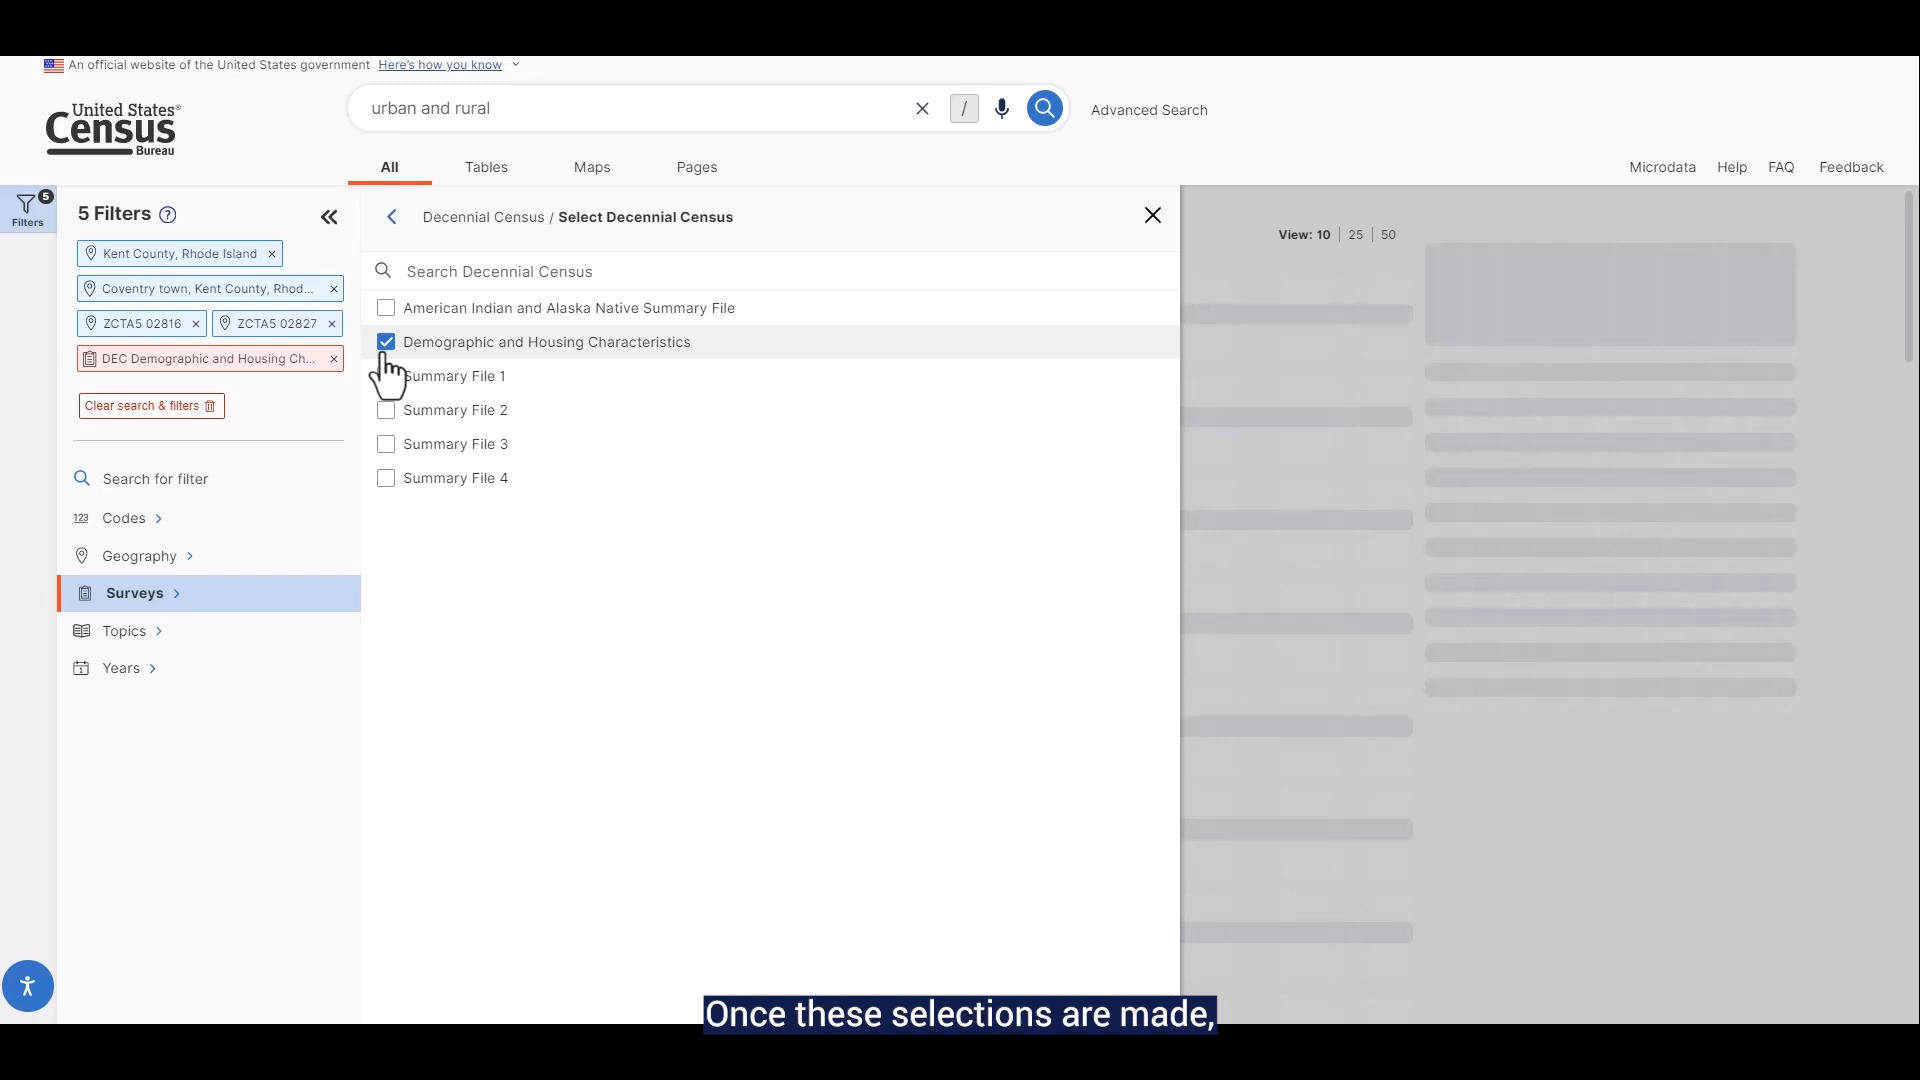 An official website of the United States government Here's how you know
United States®
Census
Bureau
urban and rural
/
Advanced Search
All Tables Maps Pages
Microdata Help FAQ Feedback
5
Filters
5 Filters ?
Kent County, Rhode Island ×
Coventry town, Kent County, Rhod... ×
ZCTA5 02816 × ZCTA5 02827 ×
DEC Demographic and Housing Ch... ×
Clear search & filters
Search for filter
123 Codes
Geography
Surveys
Topics
1 Years
Decennial Census / Select Decennial Census
Search Decennial Census
American Indian and Alaska Native Summary File
Demographic and Housing Characteristics
Summary File 1
Summary File 2
Summary File 3
Summary File 4
View: 10 25 50
Once these selections are made,